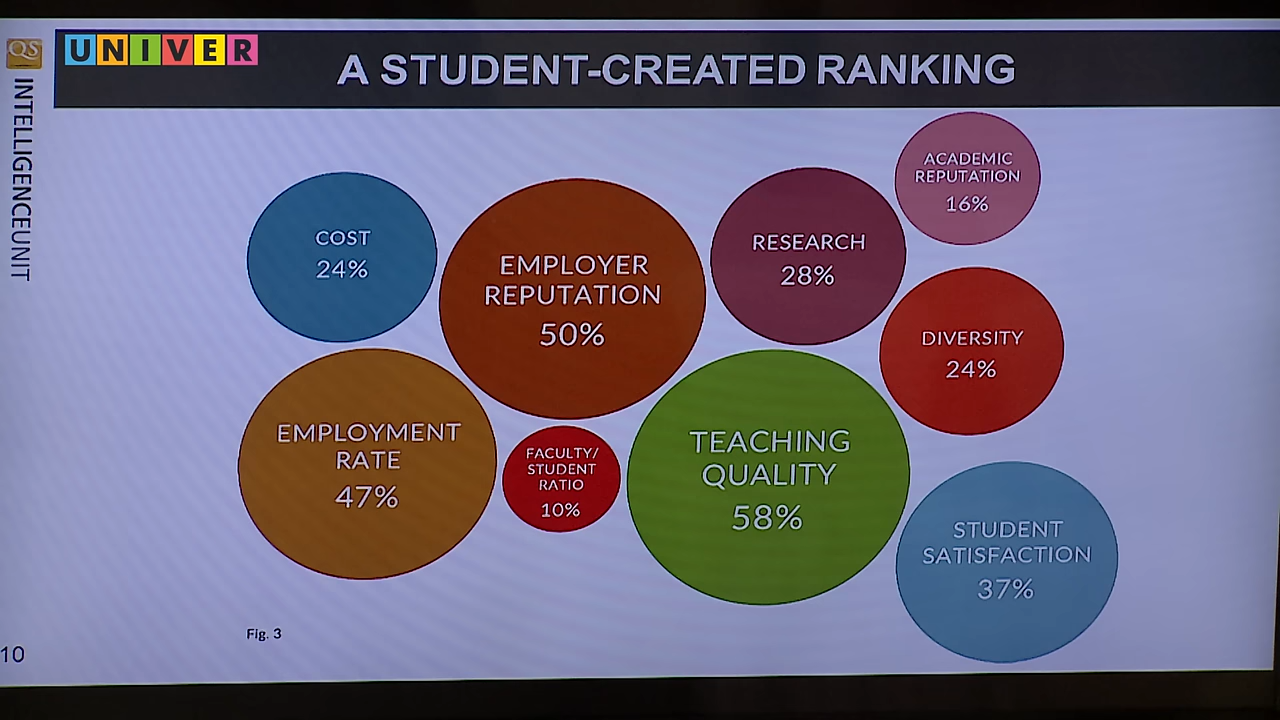 QS
INTELLIGENCEUNIT
UNIVER
A STUDENT-CREATED RANKING
COST
24%
EMPLOYER
REPUTATION
50%
RESEARCH
28%
ACADEMIC
REPUTATION
16%
DIVERSITY
24%
EMPLOYMENT
RATE
47%
FACULTY/
STUDENT
RATIO
10%
TEACHING
QUALITY
58%
STUDENT
SATISFACTION
37%
Fig. 3
10